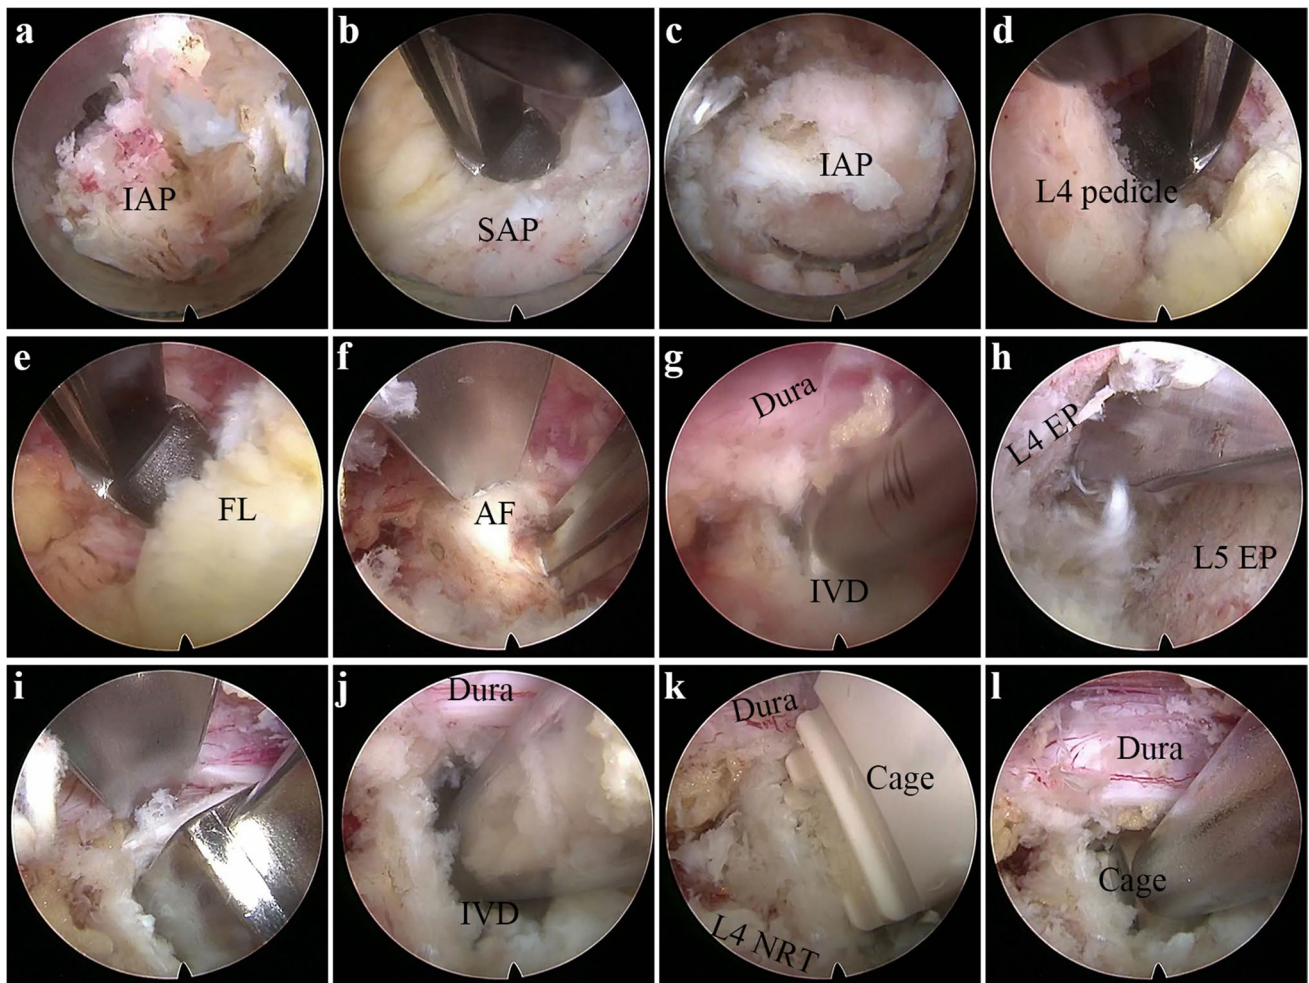 a
IAP
b
SAP
c
IAP
d
L4 pedicle
e
FL
f
AF
g
Dura
IVD
h
L4 EP
L5 EP
i
j
Dura
IVD
k
Dura
Cage
L4 NRT
l
Dura
Cage